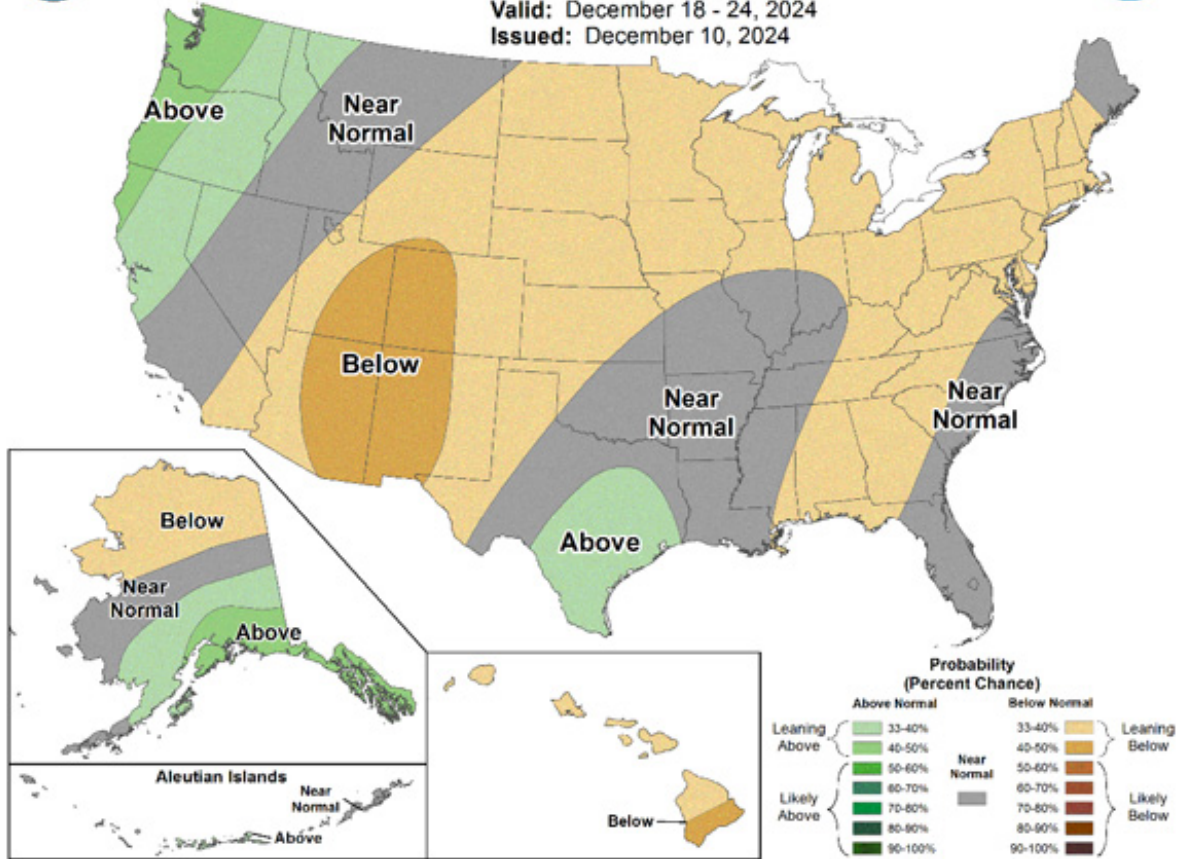 Valid: December 18 - 24, 2024
Issued: December 10, 2024
Above
Near
Normal
Below
Near
Normal
Near
Normal
Above
Below
Near
Normal
Above
Aleutian Islands
Near
Normal
Above
Below
Probability
(Percent Chance)
Above Normal
Below Normal
Leaning
Above
33-40%
40-50%
Likely
Above
50-60%
60-70%
70-80%
80-90%
90-100%
Near
Normal
33-40%
40-50%
Leaning
Below
50-60%
60-70%
70-80%
80-90%
90-100%
Likely
Below